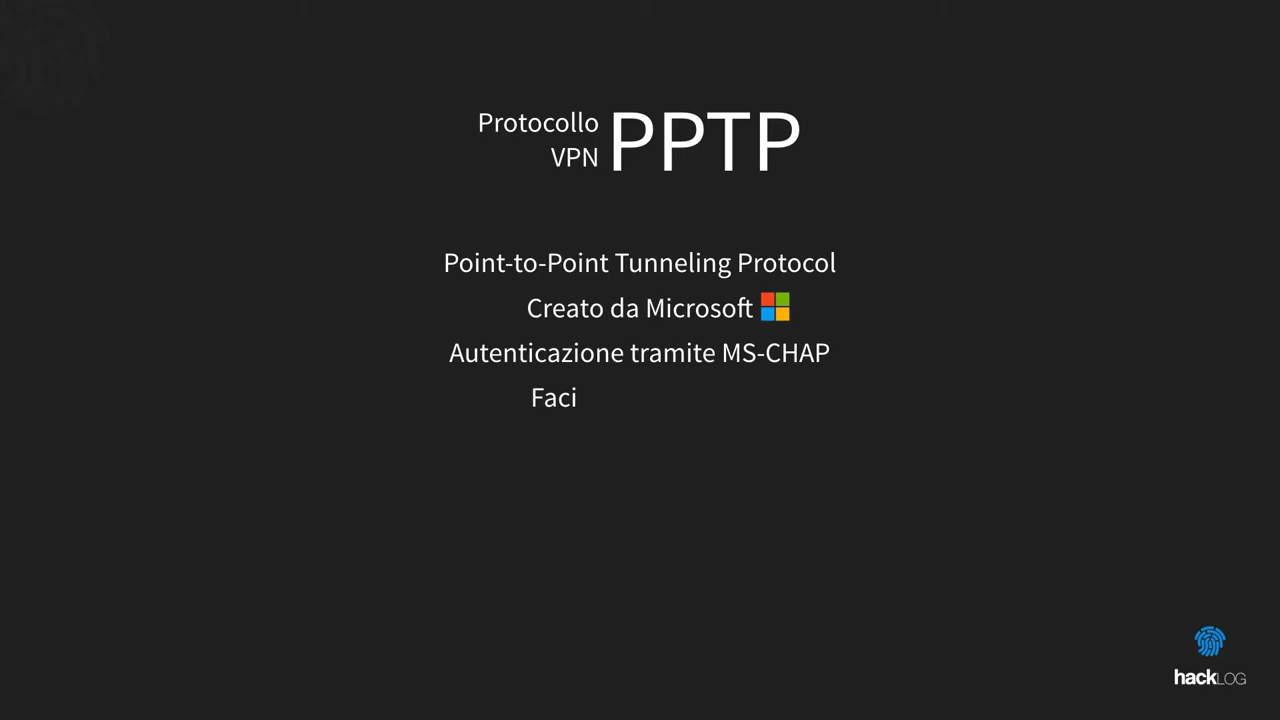 Protocollo
VPN
PPTP
Point-to-Point Tunneling Protocol
Creato da Microsoft
Autenticazione tramite MS-CHAP
Faci
hackLOG